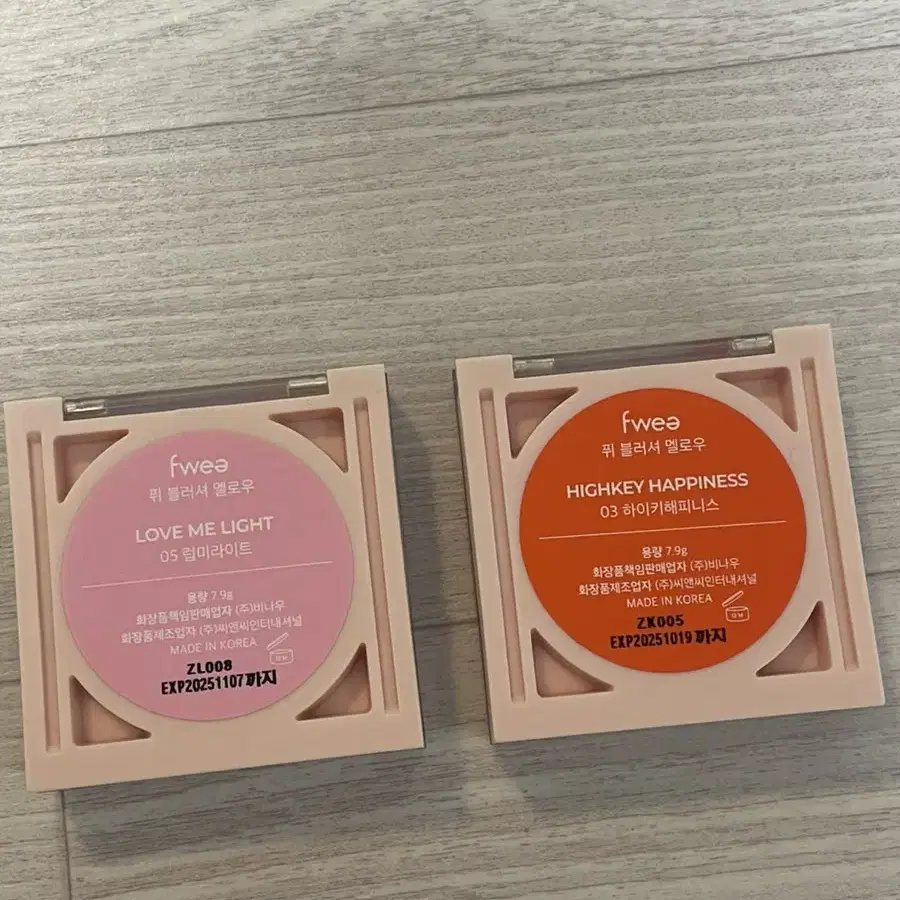 fwee
퓌 블러셔 멜로우
LOVE ME LIGHT
05 럽미라이트
용량 7.9g
화장품책임판매업자 (주)비나우
화장품제조업자 (주)씨앤씨인터내셔널
MADE IN KOREA
ZL008
EXP20251107까지
fwee
퓌 블러셔 멜로우
HIGHKEY HAPPINESS
03 하이키해피니스
용량 7.9g
화장품책임판매업자 (주)비나우
화장품제조업자 (주)씨앤씨인터내셔널
MADE IN KOREA
ZK005
EXP20251019까지